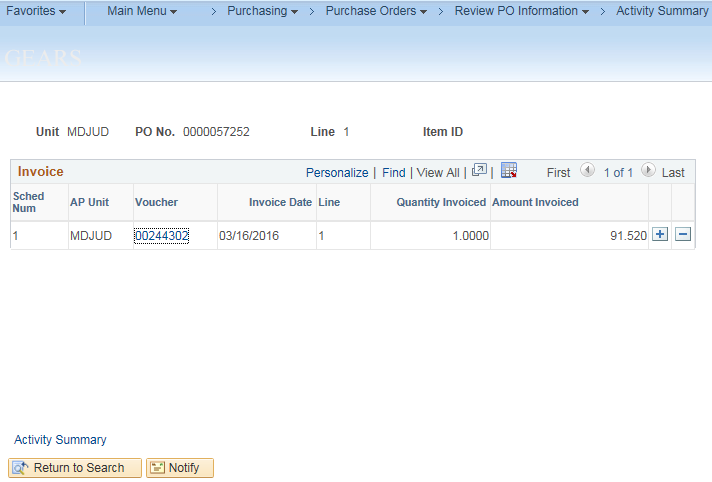 Favorites Main Menu > Purchasing > Purchase Orders > Review PO Information > Activity Summary
GEARS
Unit MDJUD PO No. 0000057252 Line 1 Item ID
Invoice Personalize | Find | View All | | First 1 of 1 Last
Sched Num AP Unit Voucher Invoice Date Line Quantity Invoiced Amount Invoiced
1 MDJUD 00244302 03/16/2016 1 1.0000 91.520
Activity Summary
Return to Search Notify